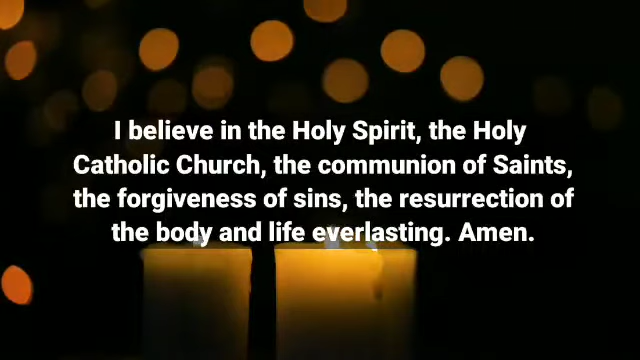 I believe in the Holy Spirit, the Holy
Catholic Church, the communion of Saints,
the forgiveness of sins, the resurrection of
the body and life everlasting. Amen.